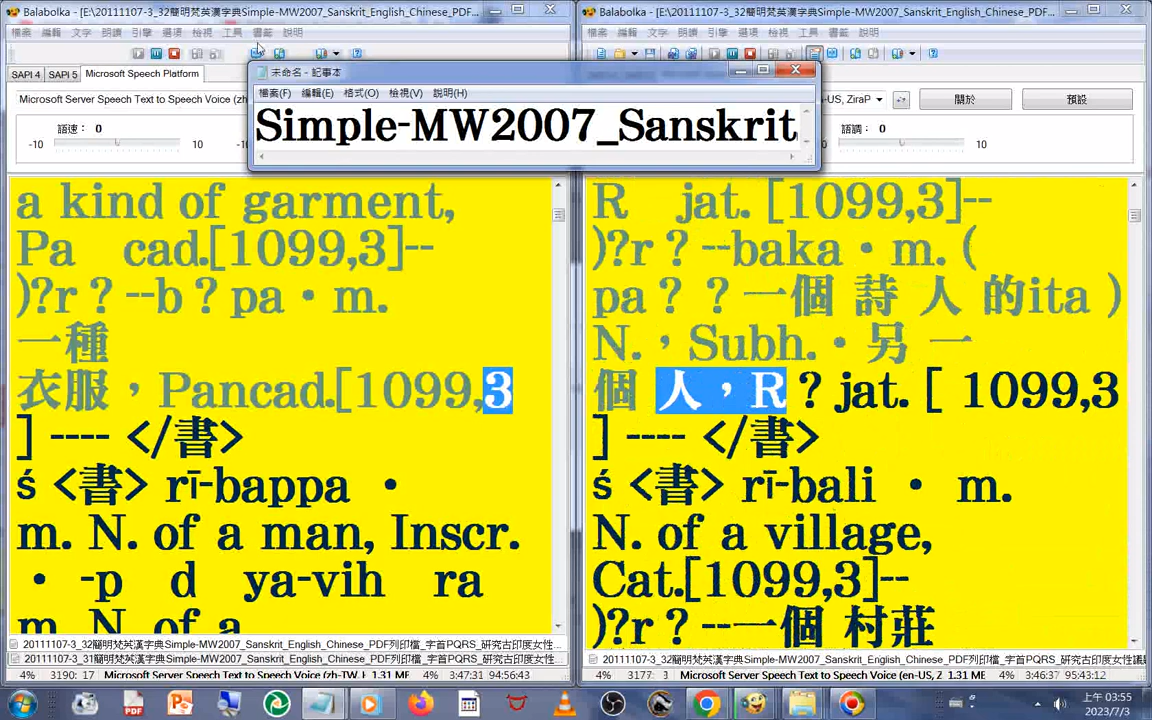 Balabolka - [E:\20111107-3_32簡明梵英漢字典Simple-MW2007_Sanskrit_English_Chinese_PDF...
檔案 編輯 文字 朗讀 引擎 選項 檢視 工具 書籤 說明
SAPI 4 SAPI 5 Microsoft Speech Platform
Microsoft Server Speech Text to Speech Voice (zh
語速: 0
-10 10
a kind of garment,
Pa cad.[1099,3]--
)?r ? --b ? pa • m.
一種
衣服，Pancad.[1099,3
] ---- </書>
ś <書> rī-bappa •
m. N. of a man, Inscr.
• -p d ya-vih ra
m. N. of a
20111107-3_32簡明梵英漢字典Simple-MW2007_Sanskrit_English_Chinese_PDF列印檔_字首PQRS_研究古印度女性...
20111107-3_31簡明梵英漢字典Simple-MW2007_Sanskrit_English_Chinese_PDF列印檔_字首PQRS_研究古印度女性...
4% 3190: 17 Microsoft Server Speech Text to Speech Voice (zh-TW, 1.31 MB 4% 3:47:31 94:56:43
未命名 - 記事本
檔案(F) 編輯(E) 格式(O) 檢視(V) 說明(H)
Simple-MW2007_Sanskrit
Balabolka - [E:\20111107-3_32簡明梵英漢字典Simple-MW2007_Sanskrit_English_Chinese_PDF...
檔案 編輯 文字 朗讀 引擎 選項 檢視 工具 書籤 說明
-US, ZiraP
關於 預設
語調: 0
10
R jat. [1099,3]--
)?r ? --baka • m. (
pa ? ? 一個 詩 人 的ita )
N.，Subh.•另 一
個 人，R ? jat. [ 1099,3
] ---- </書>
ś <書> rī-bali • m.
N. of a village,
Cat.[1099,3]--
)?r ? --一個 村莊
20111107-3_32簡明梵英漢字典Simple-MW2007_Sanskrit_English_Chinese_PDF列印檔_字首PQRS_研究古印度女性議
4% 3177: Microsoft Server Speech Text to Speech Voice (en-US, Z 1.31 MB 4% 3:46:37 95:43:12
上午 03:55
2023/7/3